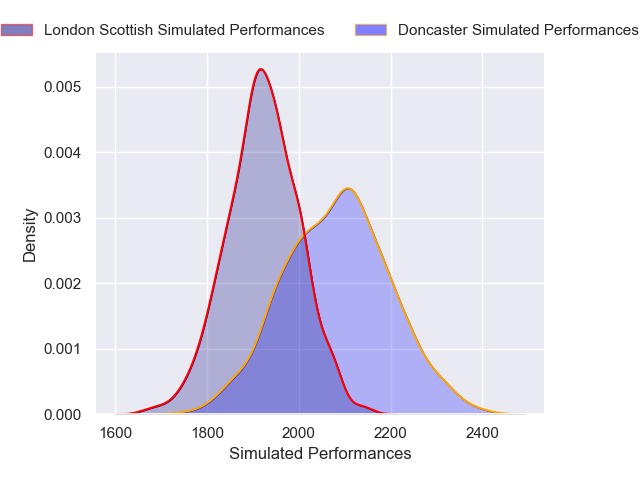 London Scottish Simulated Performances
Doncaster Simulated Performances
0.005
0.004
0.003
0.002
0.001
0.000
Density
1600 1800 2000 2200 2400
Simulated Performances